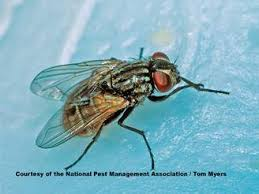 Courtesy of the National Pest Management Association / Tom Myers